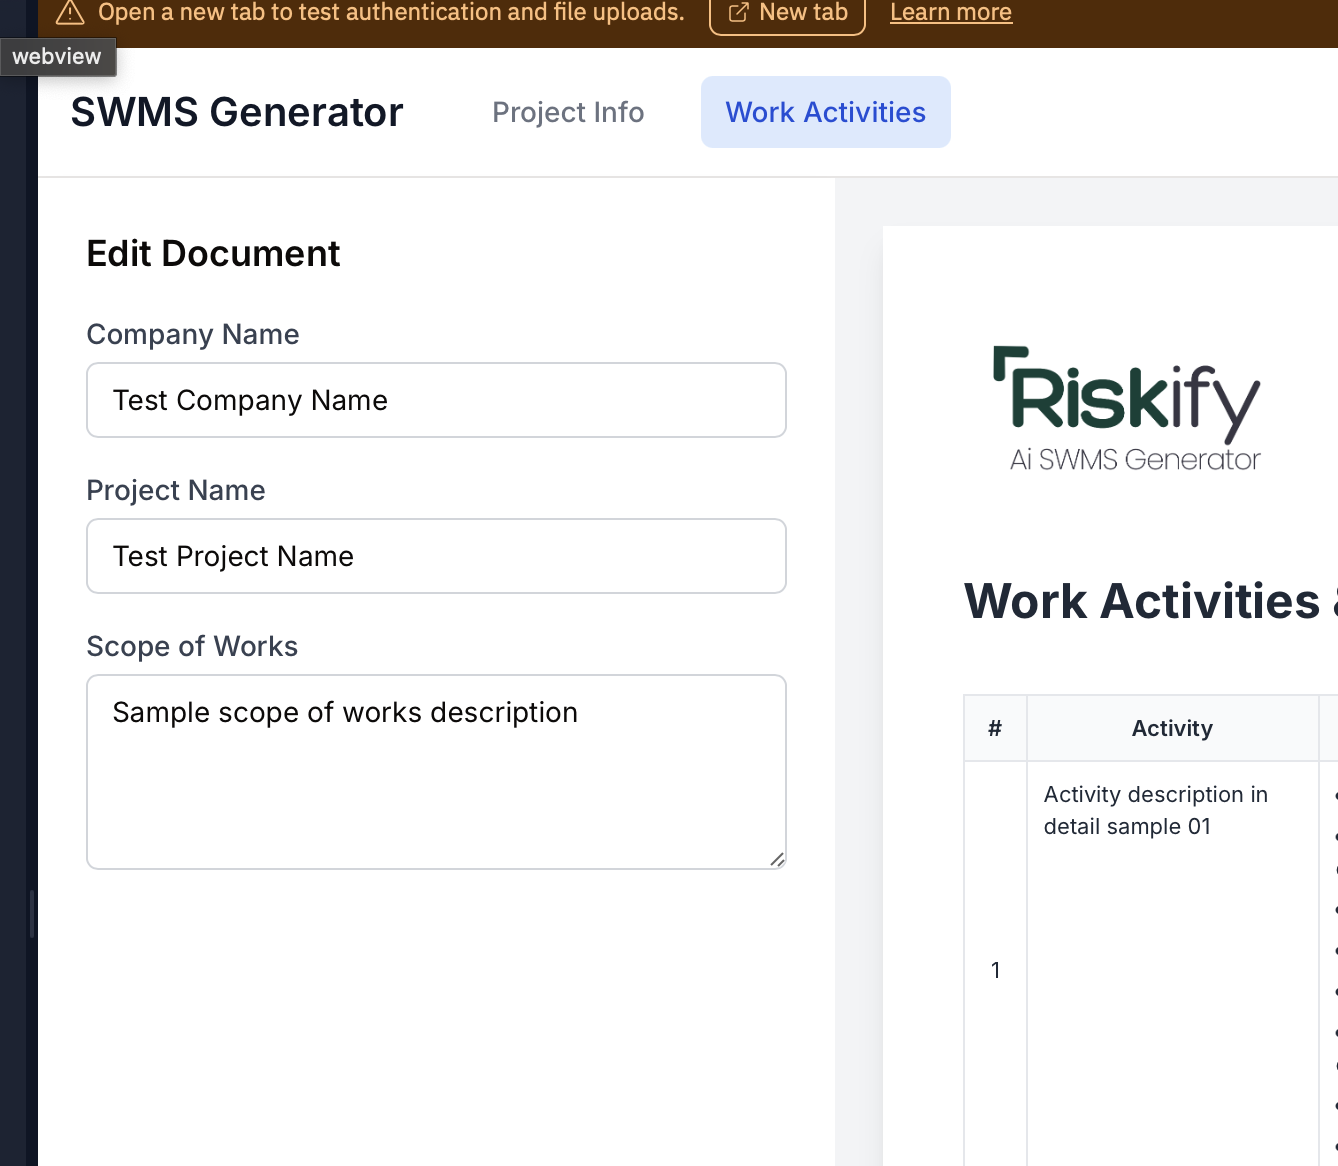 Open a new tab to test authentication and file uploads. New tab Learn more
webview
SWMS Generator Project Info Work Activities
Edit Document
Company Name
Test Company Name
Project Name
Test Project Name
Scope of Works
Sample scope of works description
Riskify
Ai SWMS Generator
Work Activities
# Activity
Activity description in
detail sample 01
1